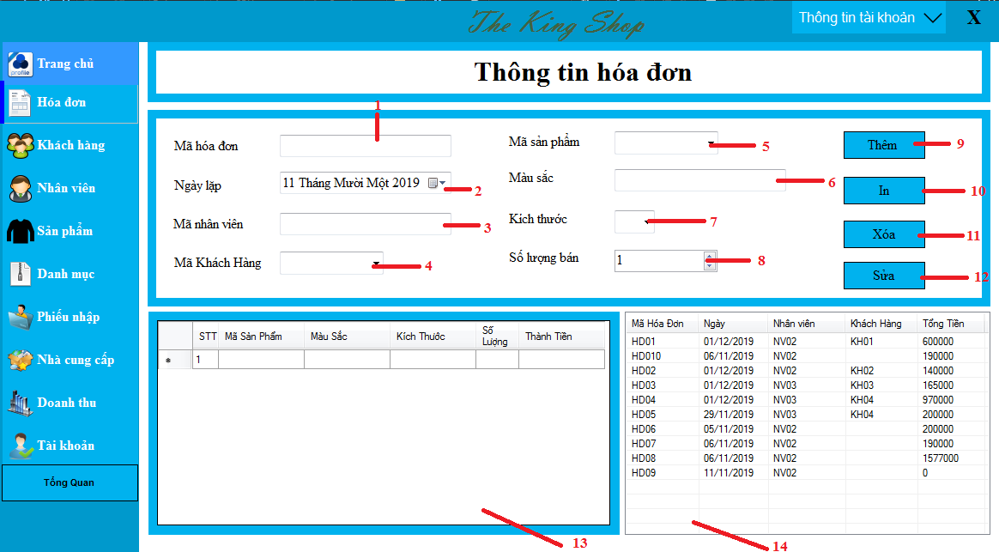 The King Shop
Thông tin tài khoản
X
Trang chủ
Hóa đơn
Khách hàng
Nhân viên
Sản phẩm
Danh mục
Phiếu nhập
Nhà cung cấp
Doanh thu
Tài khoản
Tổng Quan
Thông tin hóa đơn
1
Mã hóa đơn
Ngày lặp
11 Tháng Mười Một 2019
2
Mã nhân viên
3
Mã Khách Hàng
4
Mã sản phẩm
5
Màu sắc
6
Kích thước
7
Số lượng bán
1
8
Thêm
9
In
10
Xóa
11
Sửa
12
STT Mã Sản Phẩm Màu Sắc Kích Thước Số Lượng Thành Tiền
* 1
13
Mã Hóa Đơn Ngày Nhân viên Khách Hàng Tổng Tiền
HD01 01/12/2019 NV02 KH01 600000
HD010 06/11/2019 NV02 190000
HD02 01/12/2019 NV02 KH02 140000
HD03 01/12/2019 NV03 KH03 165000
HD04 01/12/2019 NV03 KH04 970000
HD05 29/11/2019 NV03 KH04 200000
HD06 05/11/2019 NV02 200000
HD07 06/11/2019 NV02 190000
HD08 06/11/2019 NV02 1577000
HD09 11/11/2019 NV02 0
14